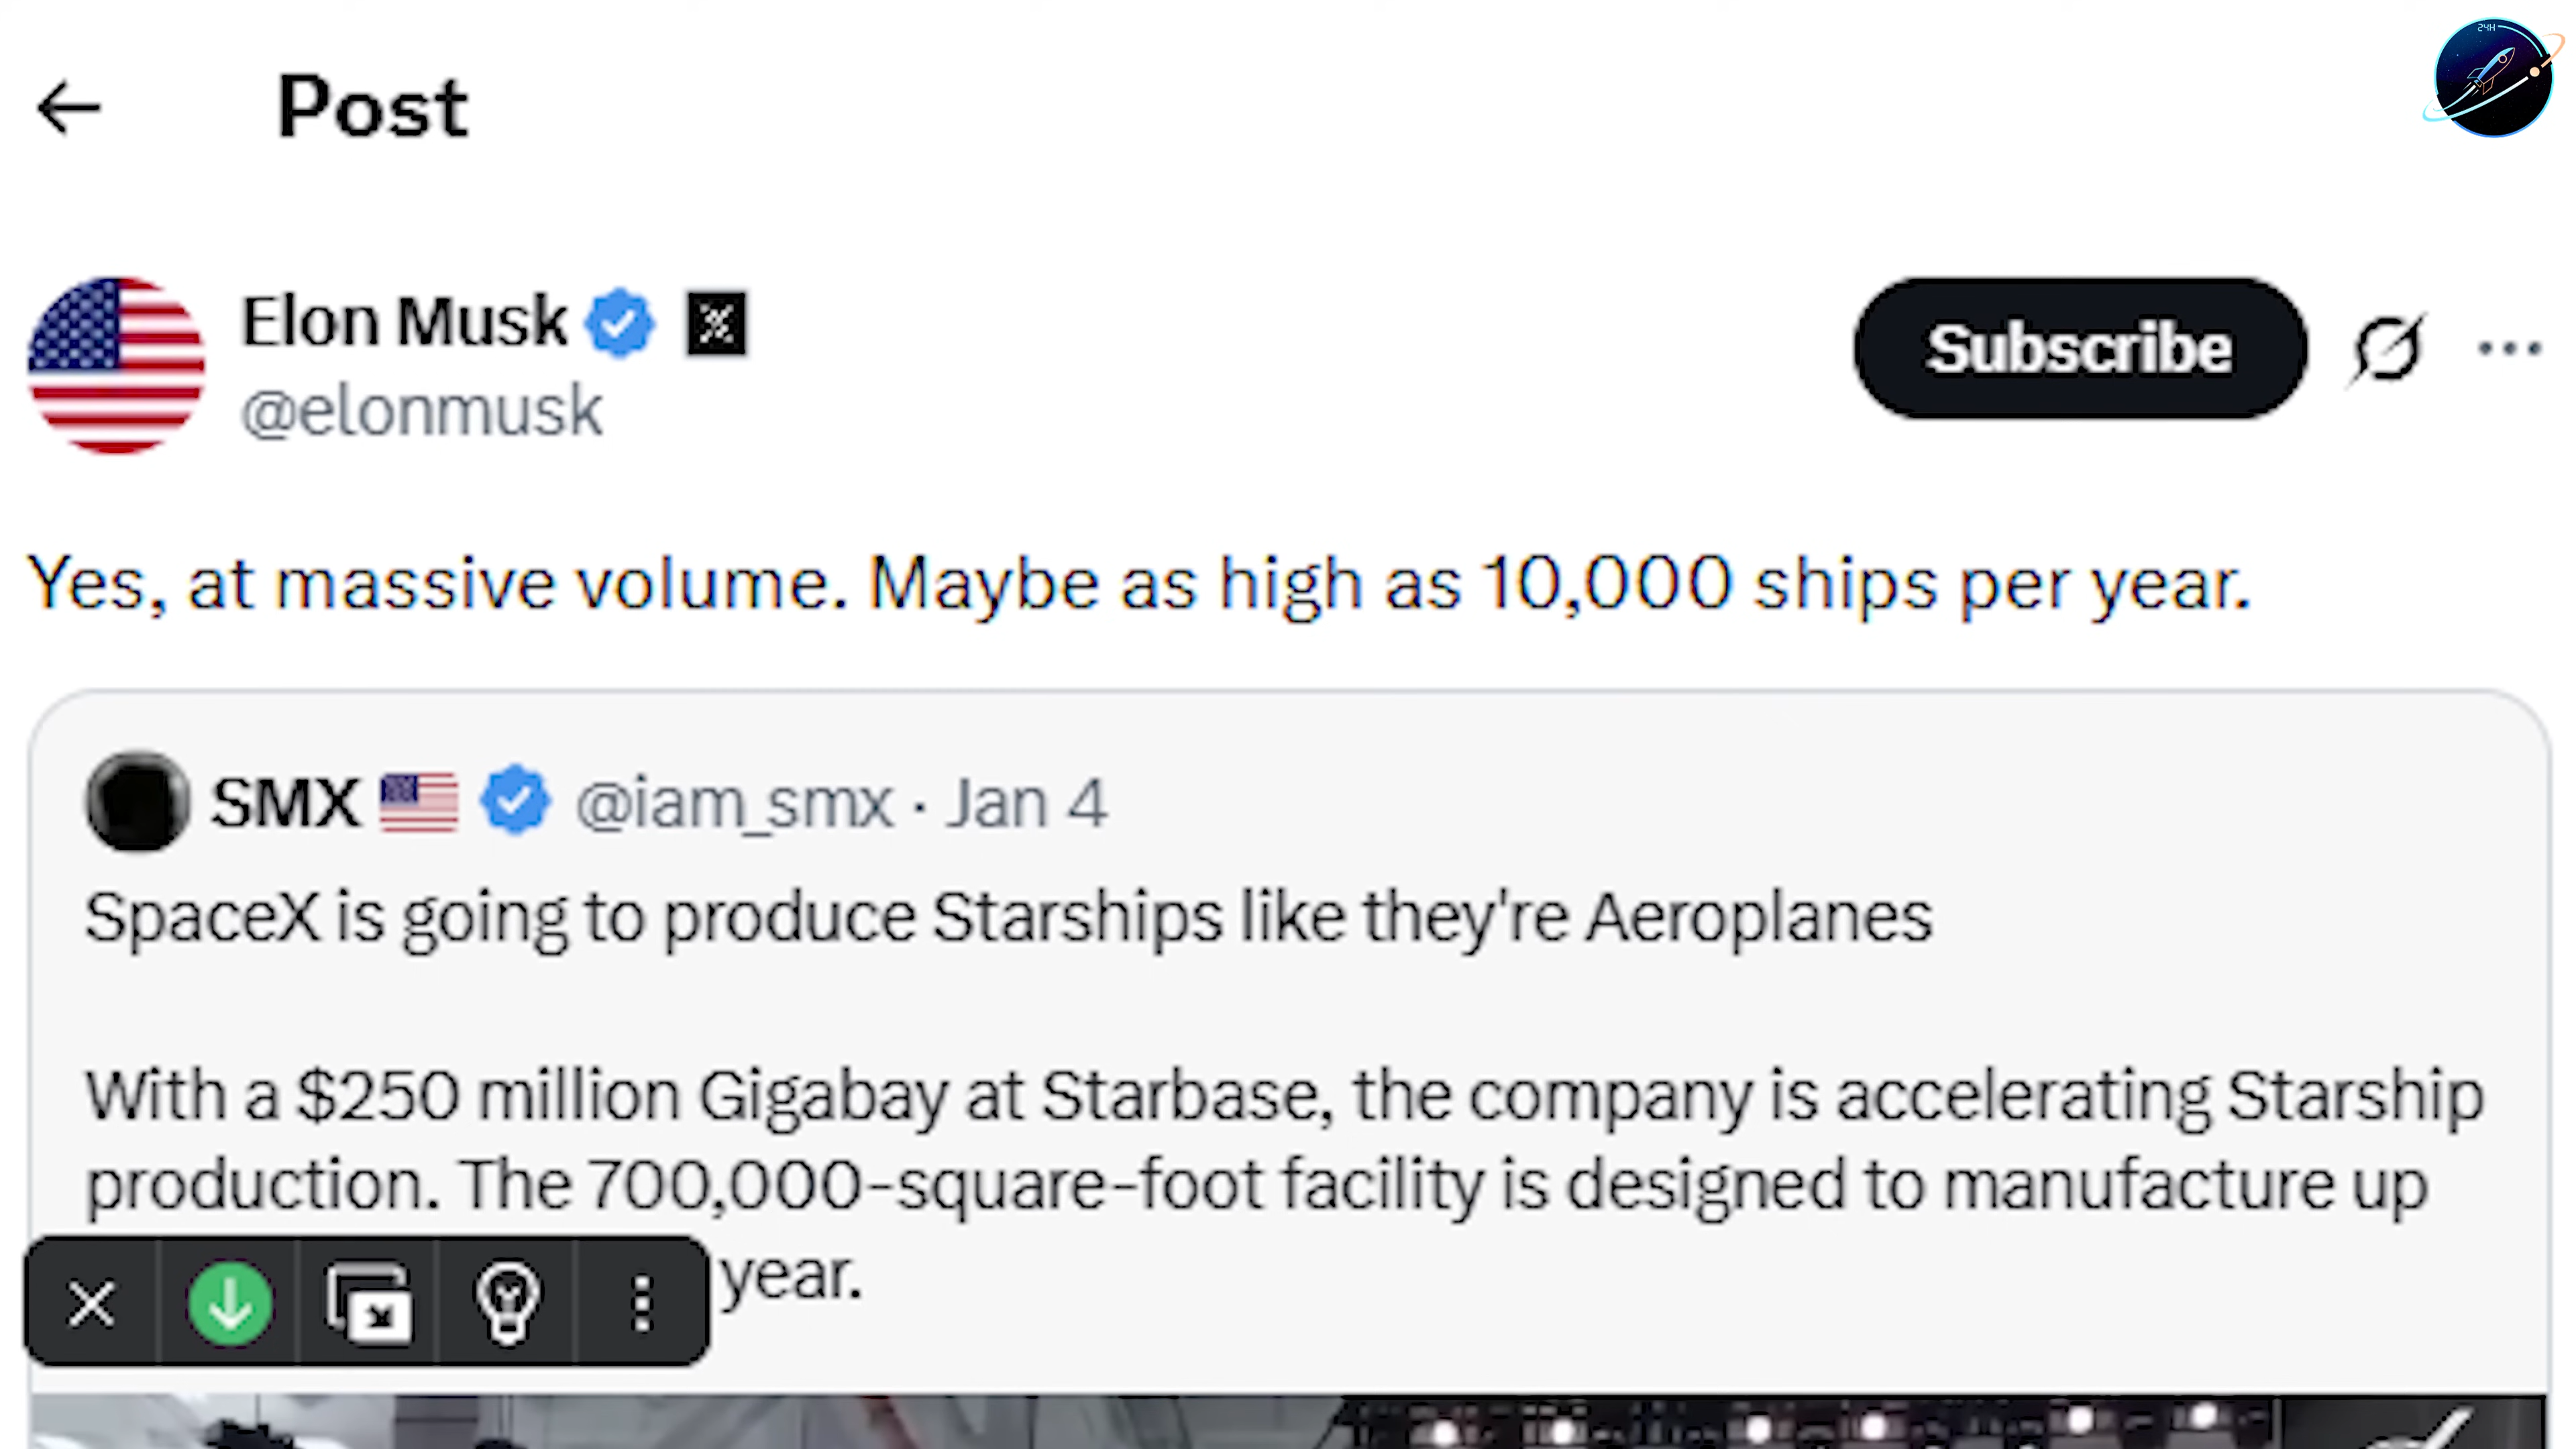 24H
Post
Elon Musk
@elonmusk
Subscribe
Yes, at massive volume. Maybe as high as 10,000 ships per year.
SMX @iam_smx · Jan 4
SpaceX is going to produce Starships like they're Aeroplanes
With a $250 million Gigabay at Starbase, the company is accelerating Starship
production. The 700,000-square-foot facility is designed to manufacture up
year.